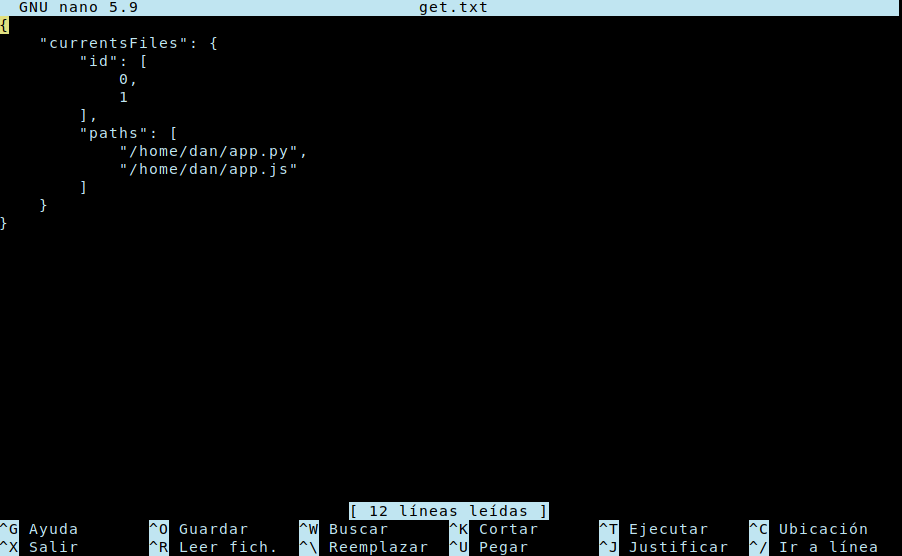 GNU nano 5.9 get.txt
{
    "currentsFiles": {
        "id": [
            0,
            1
        ],
        "paths": [
            "/home/dan/app.py",
            "/home/dan/app.js"
        ]
    }
}
[ 12 líneas leídas ]
^G Ayuda ^O Guardar ^W Buscar ^K Cortar ^T Ejecutar ^C Ubicación
^X Salir ^R Leer fich. ^\ Reemplazar ^U Pegar ^J Justificar ^/ Ir a línea